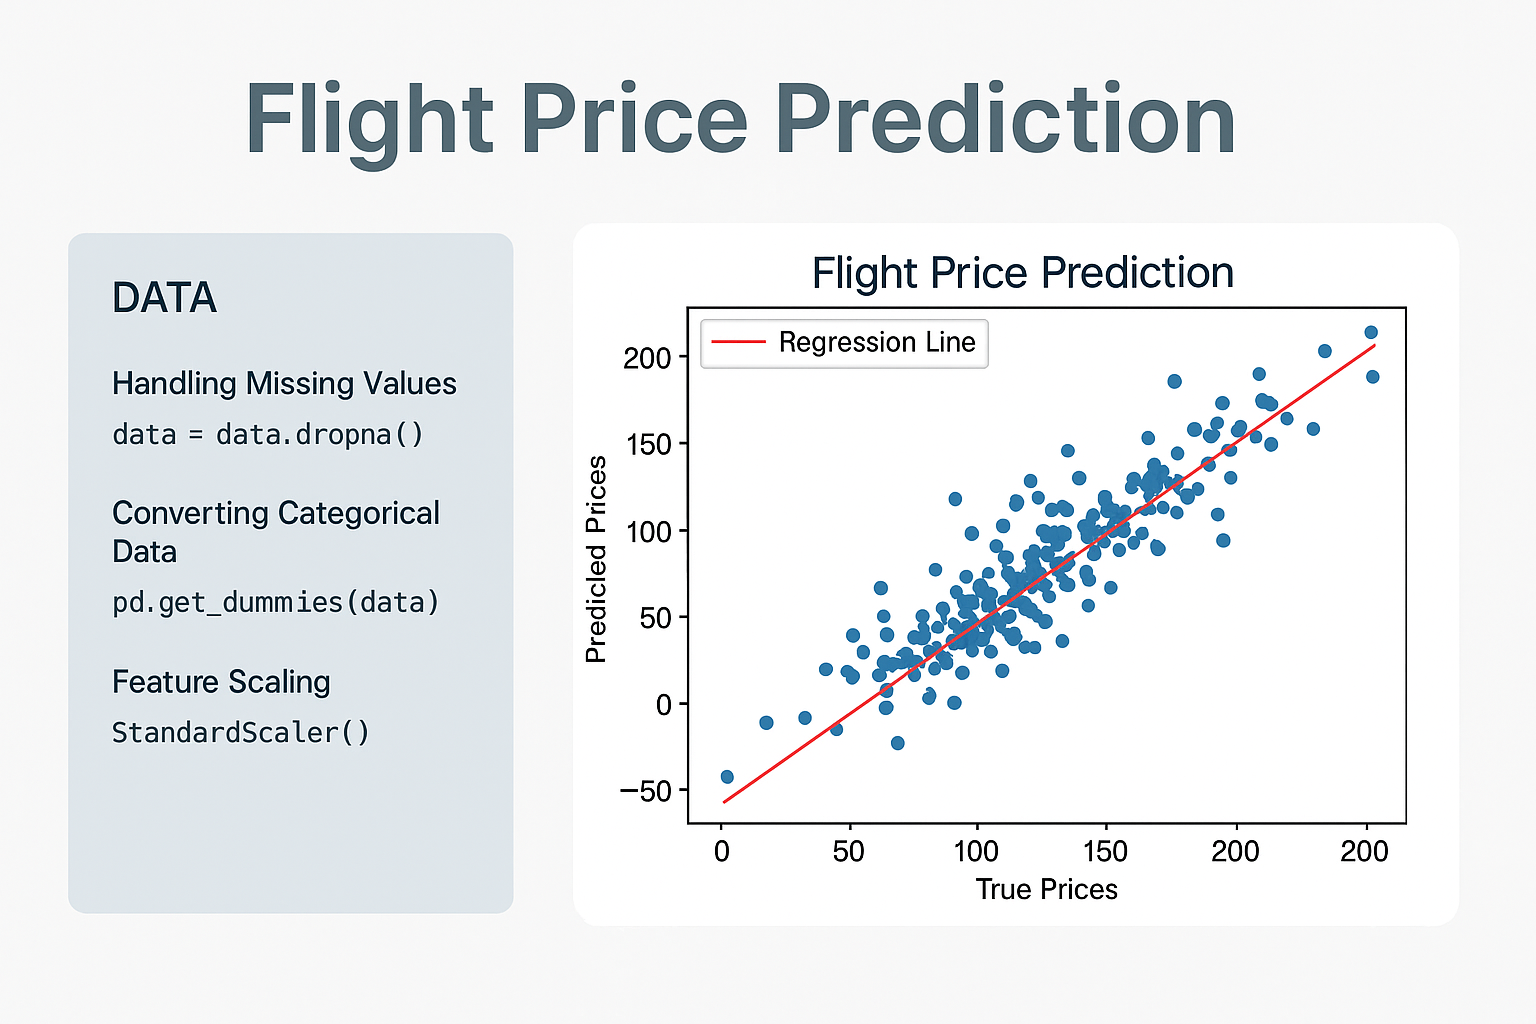 Flight Price Prediction
DATA
Handling Missing Values
data = data.dropna()
Converting Categorical
Data
pd.get_dummies(data)
Feature Scaling
StandardScaler()
Flight Price Prediction
Regression Line
Predicled Prices
200
150
100
50
0
−50
0 50 100 150 200 200
True Prices